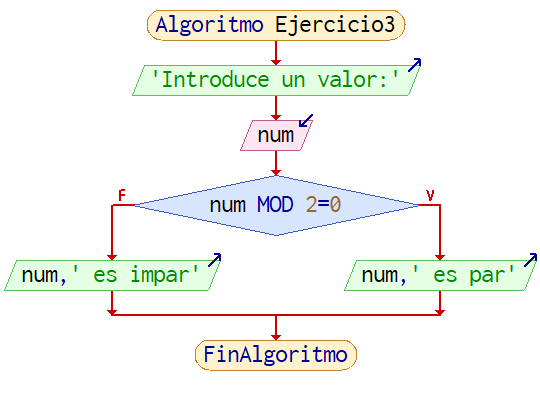 Algoritmo Ejercicio3
'Introduce un valor:'
num
F
V
num MOD 2=0
num,' es impar'
num,' es par'
FinAlgoritmo